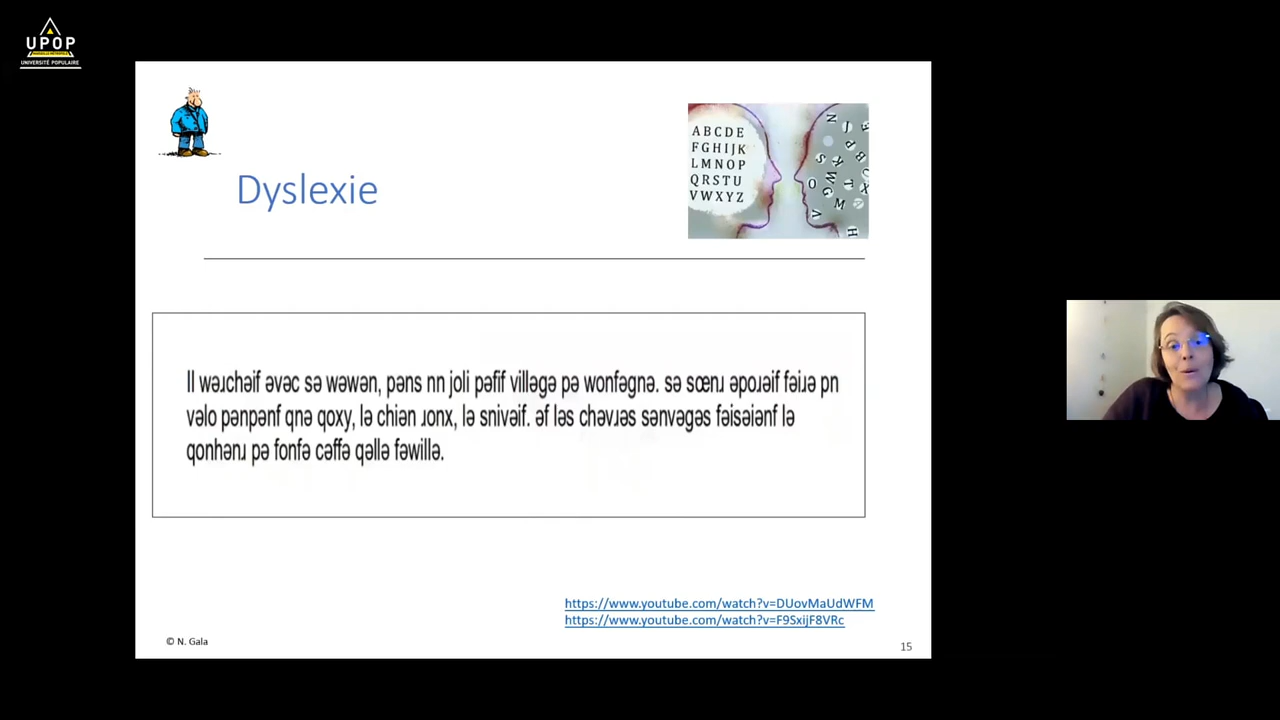 UPOP
UNIVERSITÉ POPULAIRE
ABCDE
FGHIJK
LMNOP
QRSTU
VWXYZ
Dyslexie
Il wəɹchəif əvəc sə wəwən, pəns nn joli pəfif villəgə pə wonfəgnə. sə sœnɹ əpoɹəif fəiɹə pn
vəlo pənpənf qnə qoxy, lə chiən ɹonx, lə snivəif. əf ləs chəvɹəs sənvəgəs fəisəiənf lə
qonhənɹ pə fonfə cəffə qəllə fəwillə.
https://www.youtube.com/watch?v=DUovMaUdWFM
https://www.youtube.com/watch?v=F9SxijF8VRc
© N. Gala
15